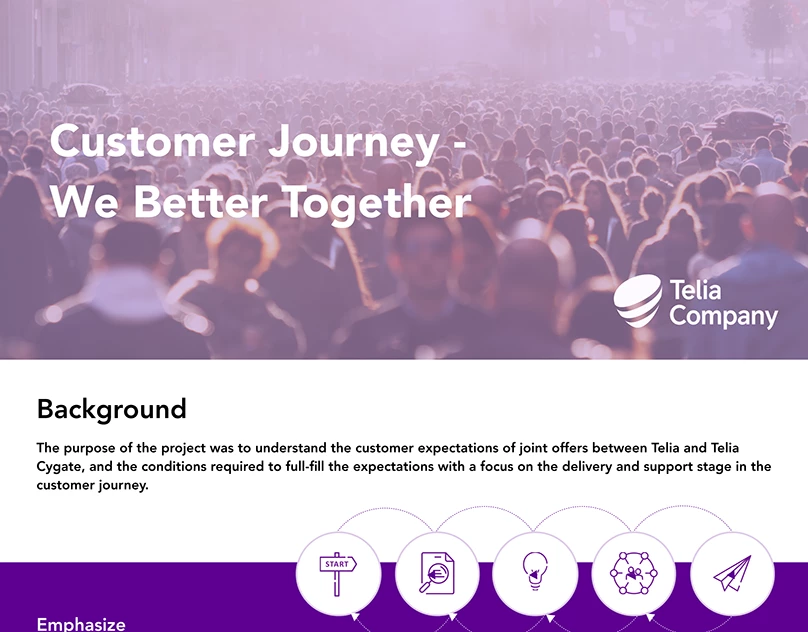 Customer Journey -
We Better Together
Telia
Company
Background
The purpose of the project was to understand the customer expectations of joint offers between Telia and Telia
Cygate, and the conditions required to full-fill the expectations with a focus on the delivery and support stage in the
customer journey.
START
Emphasize